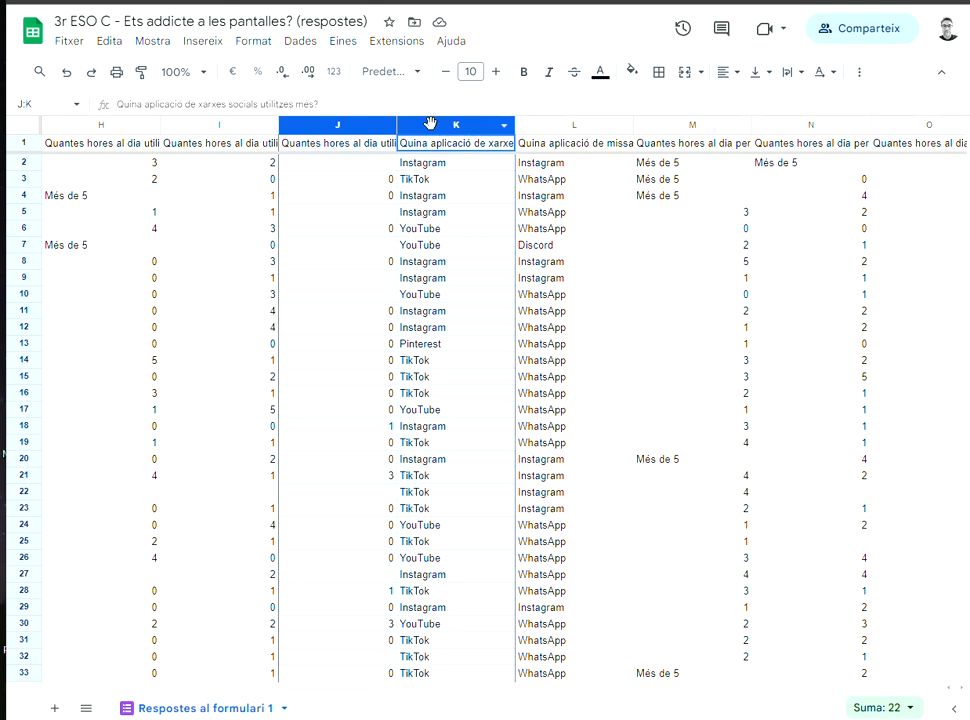 3r ESO C - Ets addicte a les pantalles? (respostes)
Fitxer Edita Mostra Insereix Format Dades Eines Extensions Ajuda
Comparteix
100% € % .0 .00 123 Predet... − 10 + B I A
J:K fx Quina aplicació de xarxes socials utilitzes més?
H I J K L M N O
1 Quantes hores al dia utili Quantes hores al dia utili Quantes hores al dia utili Quina aplicació de xarxe Quina aplicació de missa Quantes hores al dia per Quantes hores al dia per Quantes hores al dia
2 3 2 Instagram Instagram Més de 5 Més de 5
3 2 0 0 TikTok WhatsApp Més de 5 0
4 Més de 5 1 0 Instagram Instagram Més de 5 4
5 1 1 Instagram WhatsApp 3 2
6 4 3 0 YouTube WhatsApp 0 0
7 Més de 5 0 YouTube Discord 2 1
8 0 3 0 Instagram Instagram 5 2
9 0 1 Instagram Instagram 1 1
10 0 3 YouTube WhatsApp 0 1
11 0 4 0 Instagram WhatsApp 2 2
12 0 4 0 Instagram WhatsApp 1 2
13 0 0 0 Pinterest WhatsApp 1 0
14 5 1 0 TikTok WhatsApp 3 2
15 0 2 0 TikTok WhatsApp 3 5
16 3 1 0 TikTok WhatsApp 2 1
17 1 5 0 YouTube WhatsApp 1 1
18 0 0 1 Instagram WhatsApp 3 1
19 1 1 0 TikTok WhatsApp 4 1
20 0 2 0 Instagram Instagram Més de 5 4
21 4 1 3 TikTok Instagram 4 2
22 TikTok Instagram 4
23 0 1 0 TikTok Instagram 2 1
24 0 4 0 YouTube WhatsApp 1 2
25 2 1 0 TikTok WhatsApp 1
26 4 0 0 YouTube WhatsApp 3 4
27 2 Instagram WhatsApp 4 4
28 0 1 1 TikTok WhatsApp 3 1
29 0 0 0 Instagram Instagram 1 2
30 2 2 3 YouTube WhatsApp 2 3
31 0 1 0 TikTok WhatsApp 2 2
32 0 1 TikTok WhatsApp 2 1
33 0 1 0 TikTok WhatsApp Més de 5 2
Respostes al formulari 1
Suma: 22